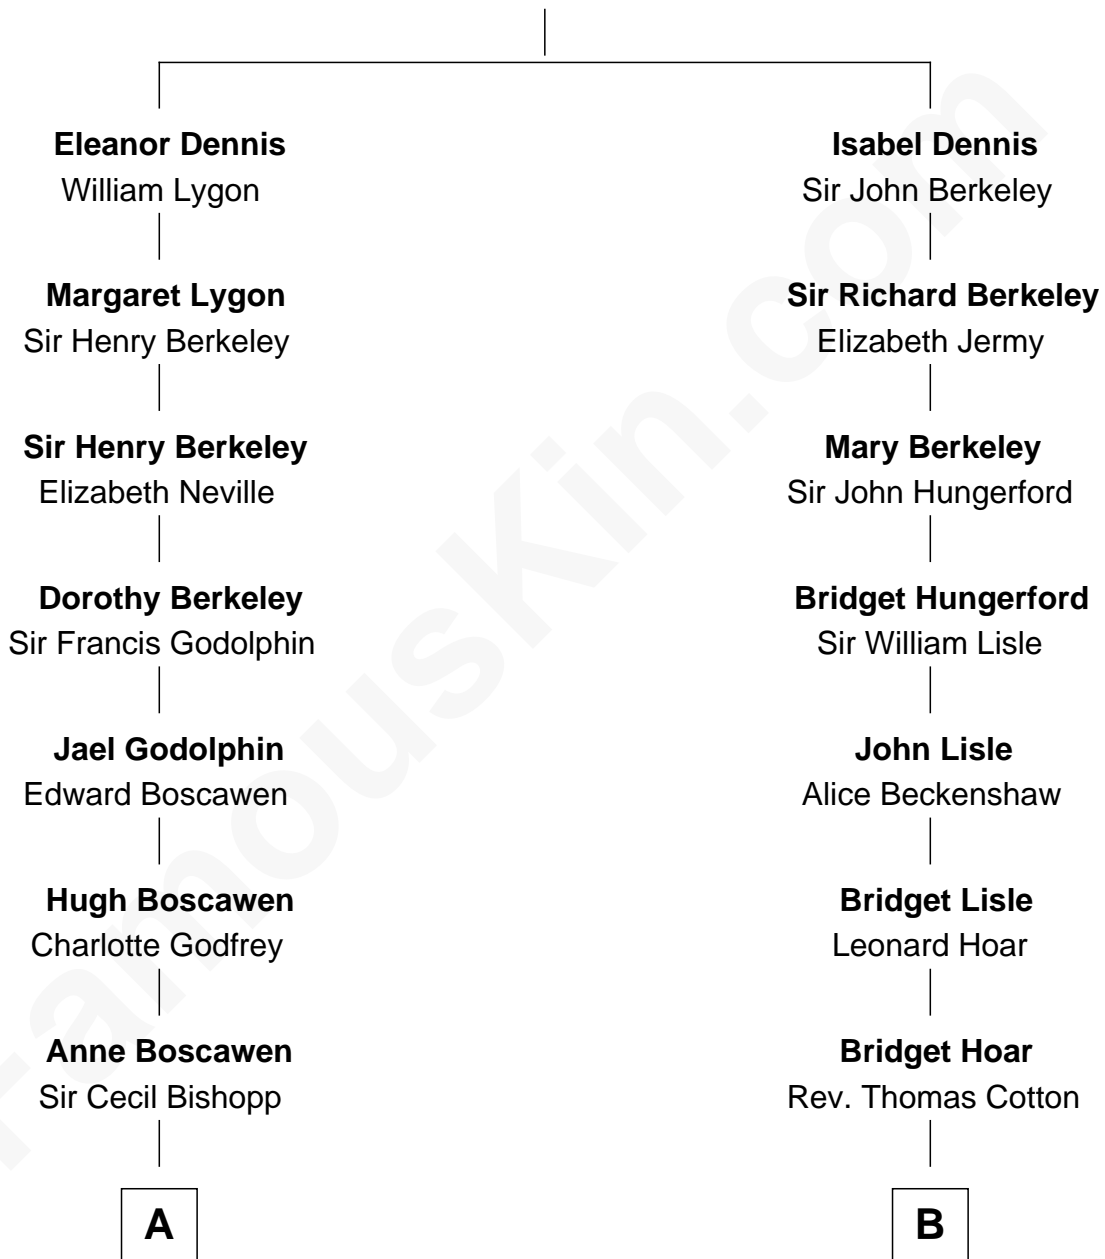 Eleanor Dennis
William Lygon
Margaret Lygon
Sir Henry Berkeley
Sir Henry Berkeley
Elizabeth Neville
Dorothy Berkeley
Sir Francis Godolphin
Jael Godolphin
Edward Boscawen
Hugh Boscawen
Charlotte Godfrey
Anne Boscawen
Sir Cecil Bishopp
A
Isabel Dennis
Sir John Berkeley
Sir Richard Berkeley
Elizabeth Jermy
Mary Berkeley
Sir John Hungerford
Bridget Hungerford
Sir William Lisle
John Lisle
Alice Beckenshaw
Bridget Lisle
Leonard Hoar
Bridget Hoar
Rev. Thomas Cotton
B
FamousKin.com